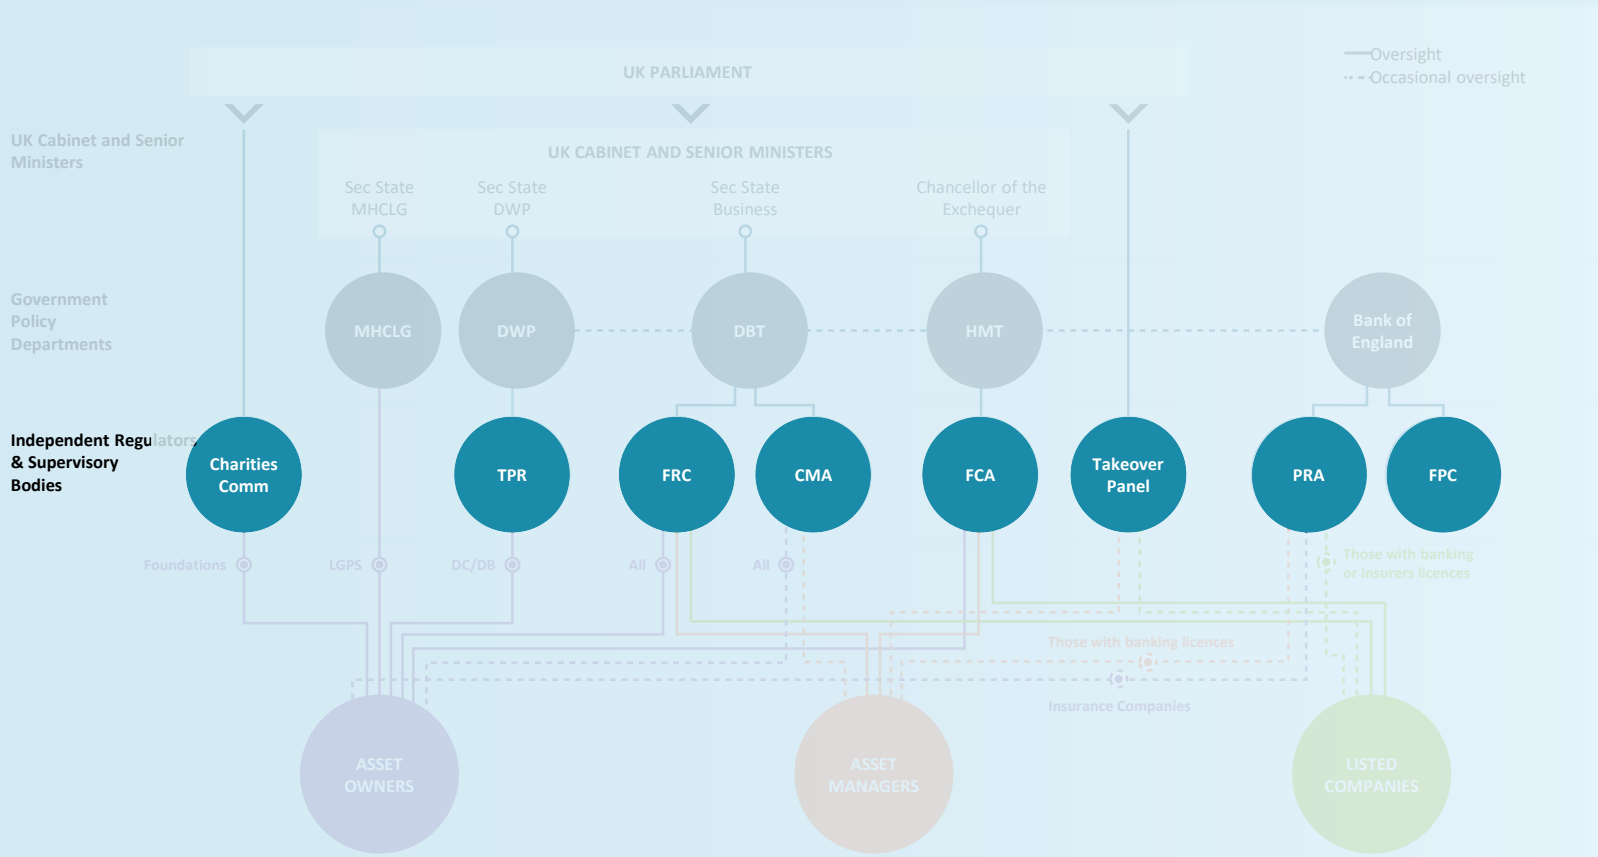 UK PARLIAMENT
Oversight
Occasional oversight
UK Cabinet and Senior
Ministers
UK CABINET AND SENIOR MINISTERS
Sec State
MHCLG
Sec State
DWP
Sec State
Business
Chancellor of the
Exchequer
Government
Policy
Departments
MHCLG
DWP
DBT
HMT
Bank of
England
Independent Regulators
& Supervisory
Bodies
Charities
Comm
TPR
FRC
CMA
FCA
Takeover
Panel
PRA
FPC
Foundations
LGPS
DC/DB
All
All
Those with banking
or insurers licences
Those with banking licences
Insurance Companies
ASSET
OWNERS
ASSET
MANAGERS
LISTED
COMPANIES